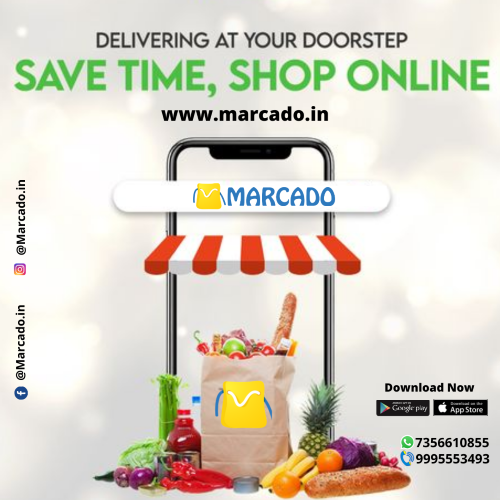 DELIVERING AT YOUR DOORSTEP
SAVE TIME, SHOP ONLINE
www.marcado.in
MARCADO
@Marcado.in
@Marcado.in
Download Now
Google play
App Store
7356610855
9995553493